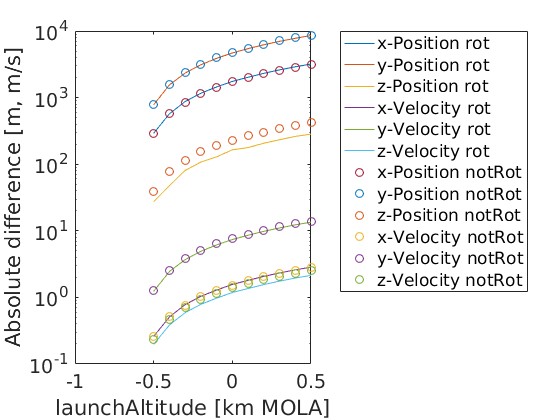 Absolute difference [m, m/s]
10^4
10^3
10^2
10^1
10^0
10^-1
-1
-0.5
0
0.5
launchAltitude [km MOLA]
x-Position rot
y-Position rot
z-Position rot
x-Velocity rot
y-Velocity rot
z-Velocity rot
x-Position notRot
y-Position notRot
z-Position notRot
x-Velocity notRot
y-Velocity notRot
z-Velocity notRot